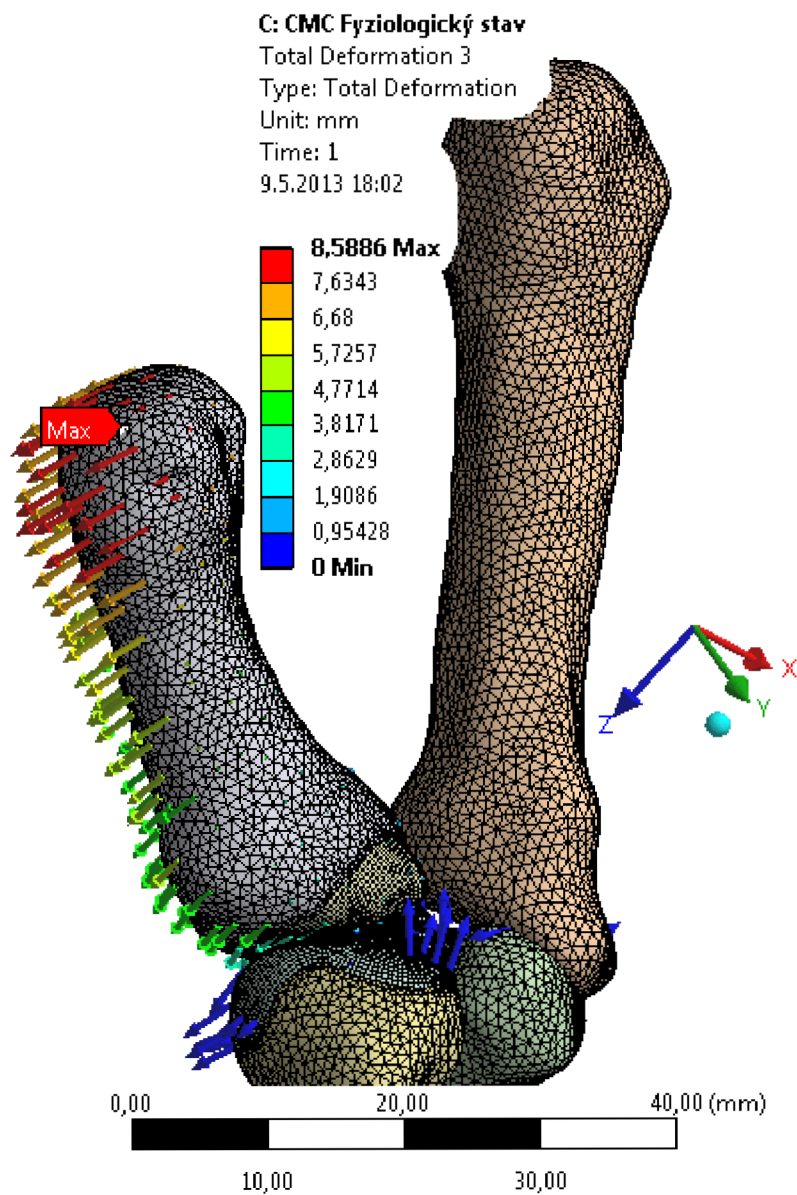 C: CMC Fyziologický stav
Total Deformation 3
Type: Total Deformation
Unit: mm
Time: 1
9.5.2013 18:02
8,5886 Max
7,6343
6,68
5,7257
4,7714
3,8171
2,8629
1,9086
0,95428
0 Min
Max
X
Y
Z
0,00 20,00 40,00 (mm)
10,00 30,00